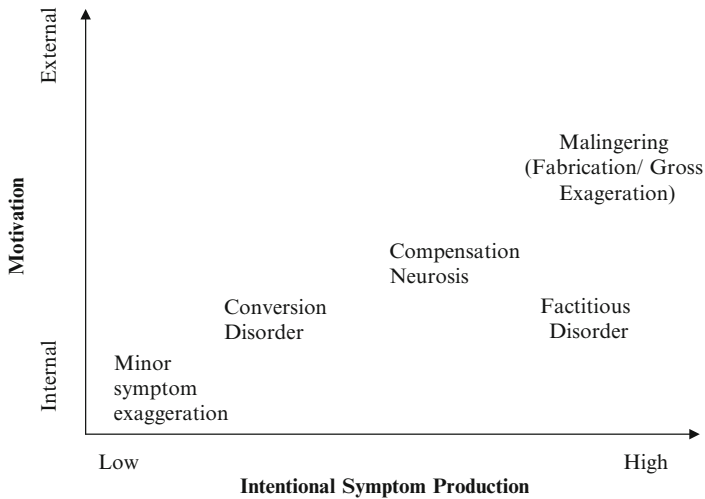 External
Motivation
Internal
Malingering
(Fabrication/ Gross
Exageration)
Compensation
Neurosis
Conversion
Disorder
Factitious
Disorder
Minor
symptom
exaggeration
Low
High
Intentional Symptom Production